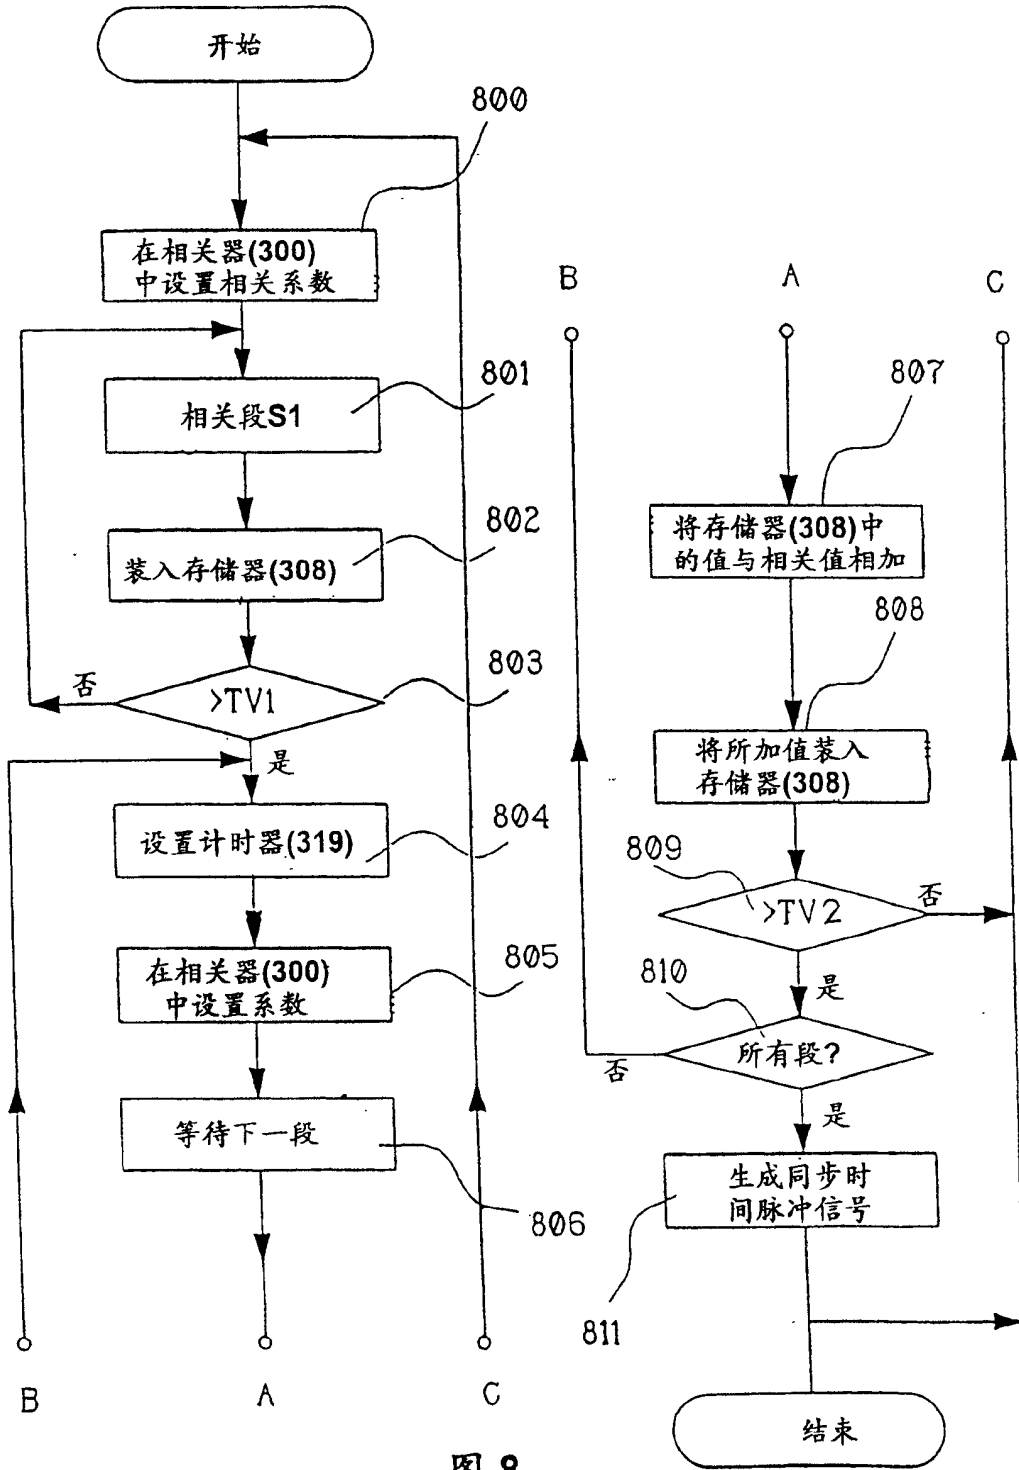 开始
800
在相关器(300)
中设置相关系数
801
相关段S1
802
装入存储器(308)
803
>TV1
否
是
804
设置计时器(319)
805
在相关器(300)
中设置系数
等待下一段
806
B
A
C
B
A
C
807
将存储器(308)中
的值与相关值相加
808
将所加值装入
存储器(308)
809
>TV2
否
是
810
所有段?
否
是
生成同步时
间脉冲信号
811
结束
图 8